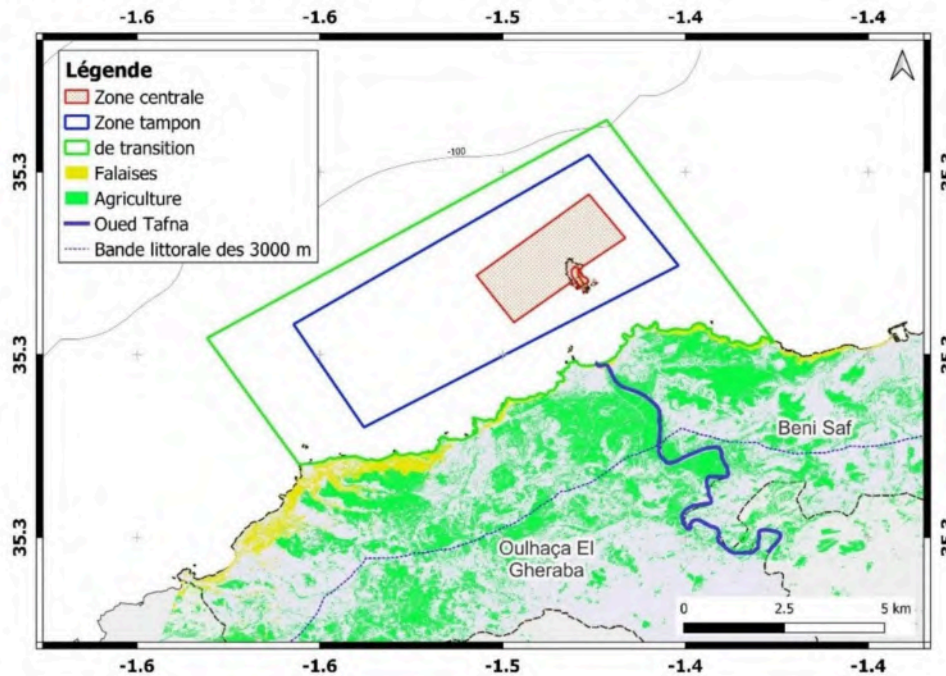 -1.6 -1.6 -1.5 -1.4 -1.4
Légende
Zone centrale
Zone tampon
de transition
Falaises
Agriculture
Oued Tafna
Bande littorale des 3000 m
-100
35.3
35.3
35.3
35.3
Beni Saf
Oulhaça El
Gheraba
0 2.5 5 km
-1.6 -1.6 -1.5 -1.4 -1.4